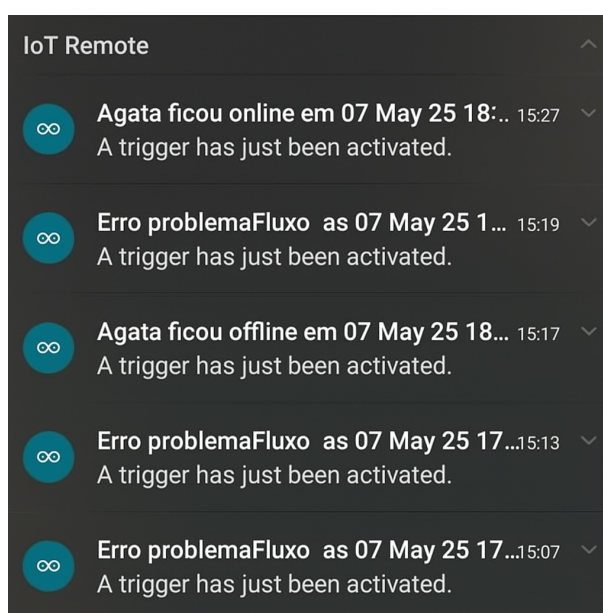 IoT Remote
Agata ficou online em 07 May 25 18:.. 15:27
A trigger has just been activated.
Erro problemaFluxo as 07 May 25 1... 15:19
A trigger has just been activated.
Agata ficou offline em 07 May 25 18... 15:17
A trigger has just been activated.
Erro problemaFluxo as 07 May 25 17... 15:13
A trigger has just been activated.
Erro problemaFluxo as 07 May 25 17... 15:07
A trigger has just been activated.